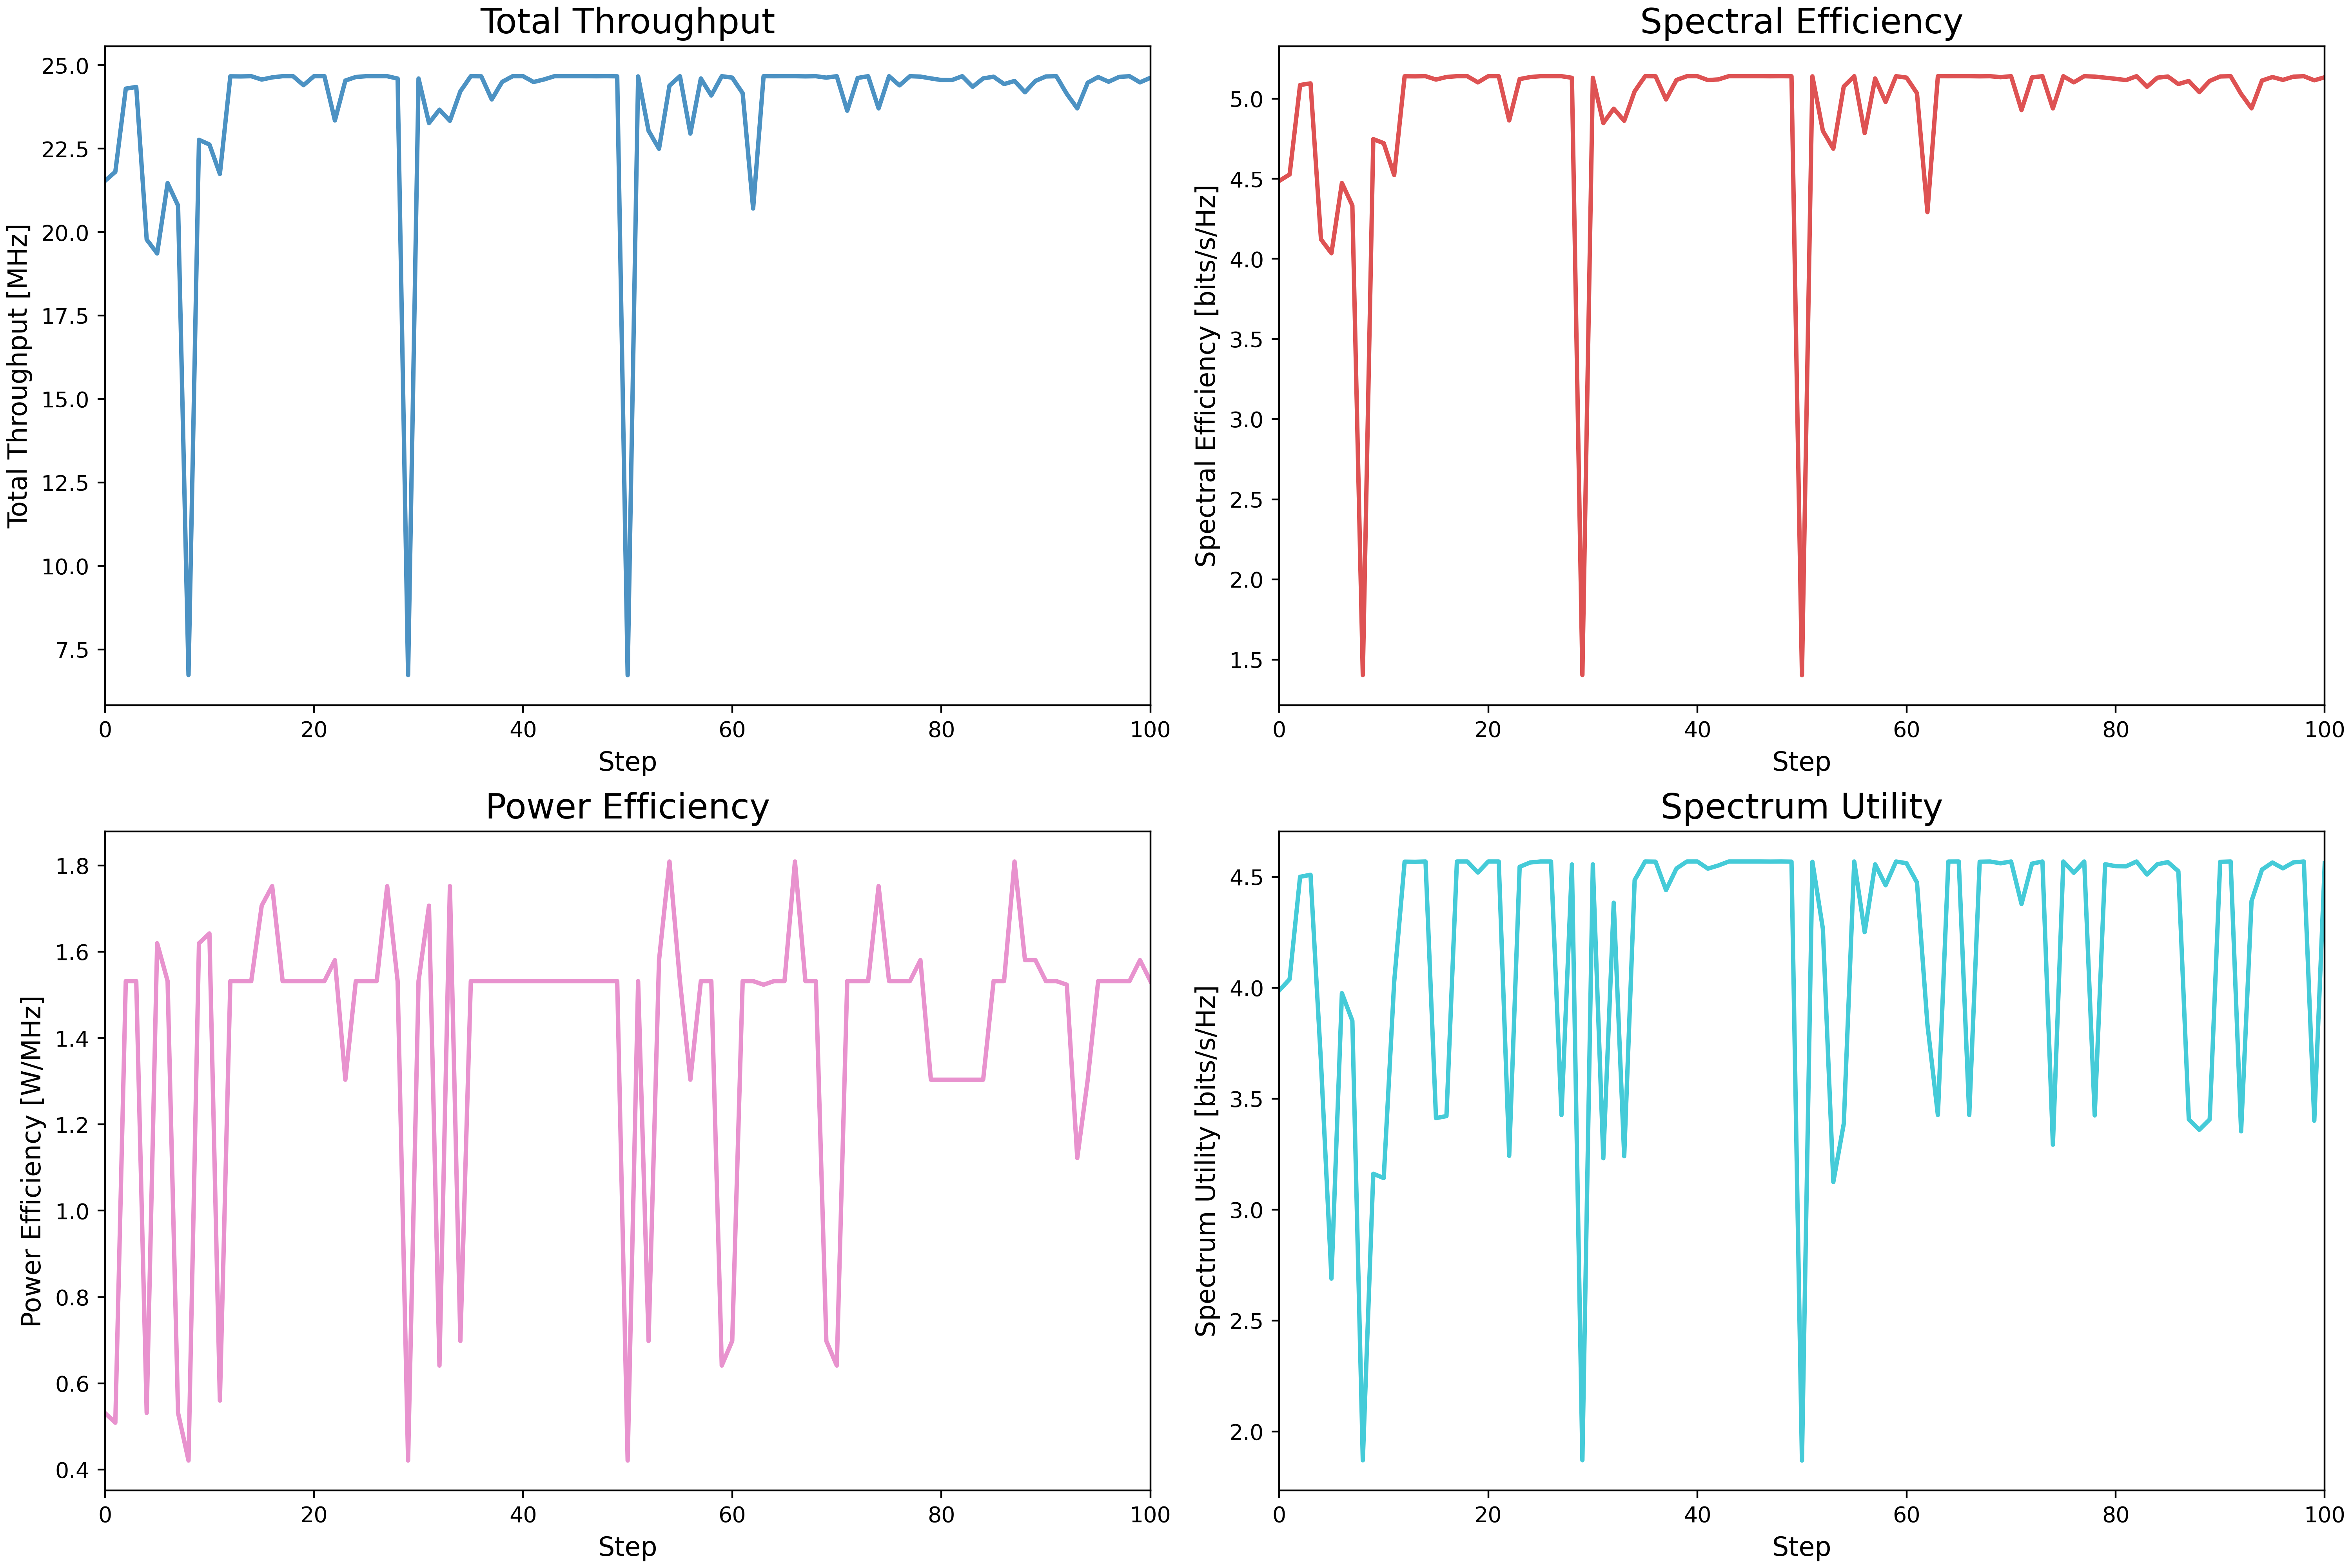 Total Throughput
Total Throughput [MHz]
25.0
22.5
20.0
17.5
15.0
12.5
10.0
7.5
0 20 40 60 80 100
Step
Spectral Efficiency
Spectral Efficiency [bits/s/Hz]
5.0
4.5
4.0
3.5
3.0
2.5
2.0
1.5
0 20 40 60 80 100
Step
Power Efficiency
Power Efficiency [W/MHz]
1.8
1.6
1.4
1.2
1.0
0.8
0.6
0.4
0 20 40 60 80 100
Step
Spectrum Utility
Spectrum Utility [bits/s/Hz]
4.5
4.0
3.5
3.0
2.5
2.0
0 20 40 60 80 100
Step